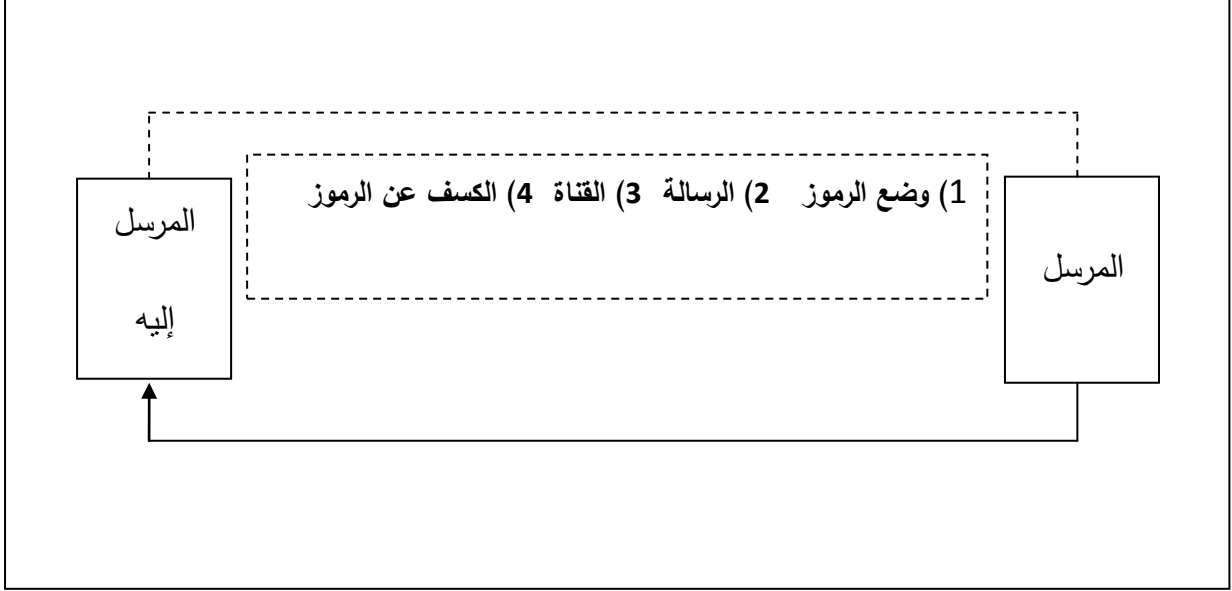 المرسل
1) وضع الرموز 2) الرسالة 3) القناة 4) الكسف عن الرموز
المرسل
إليه